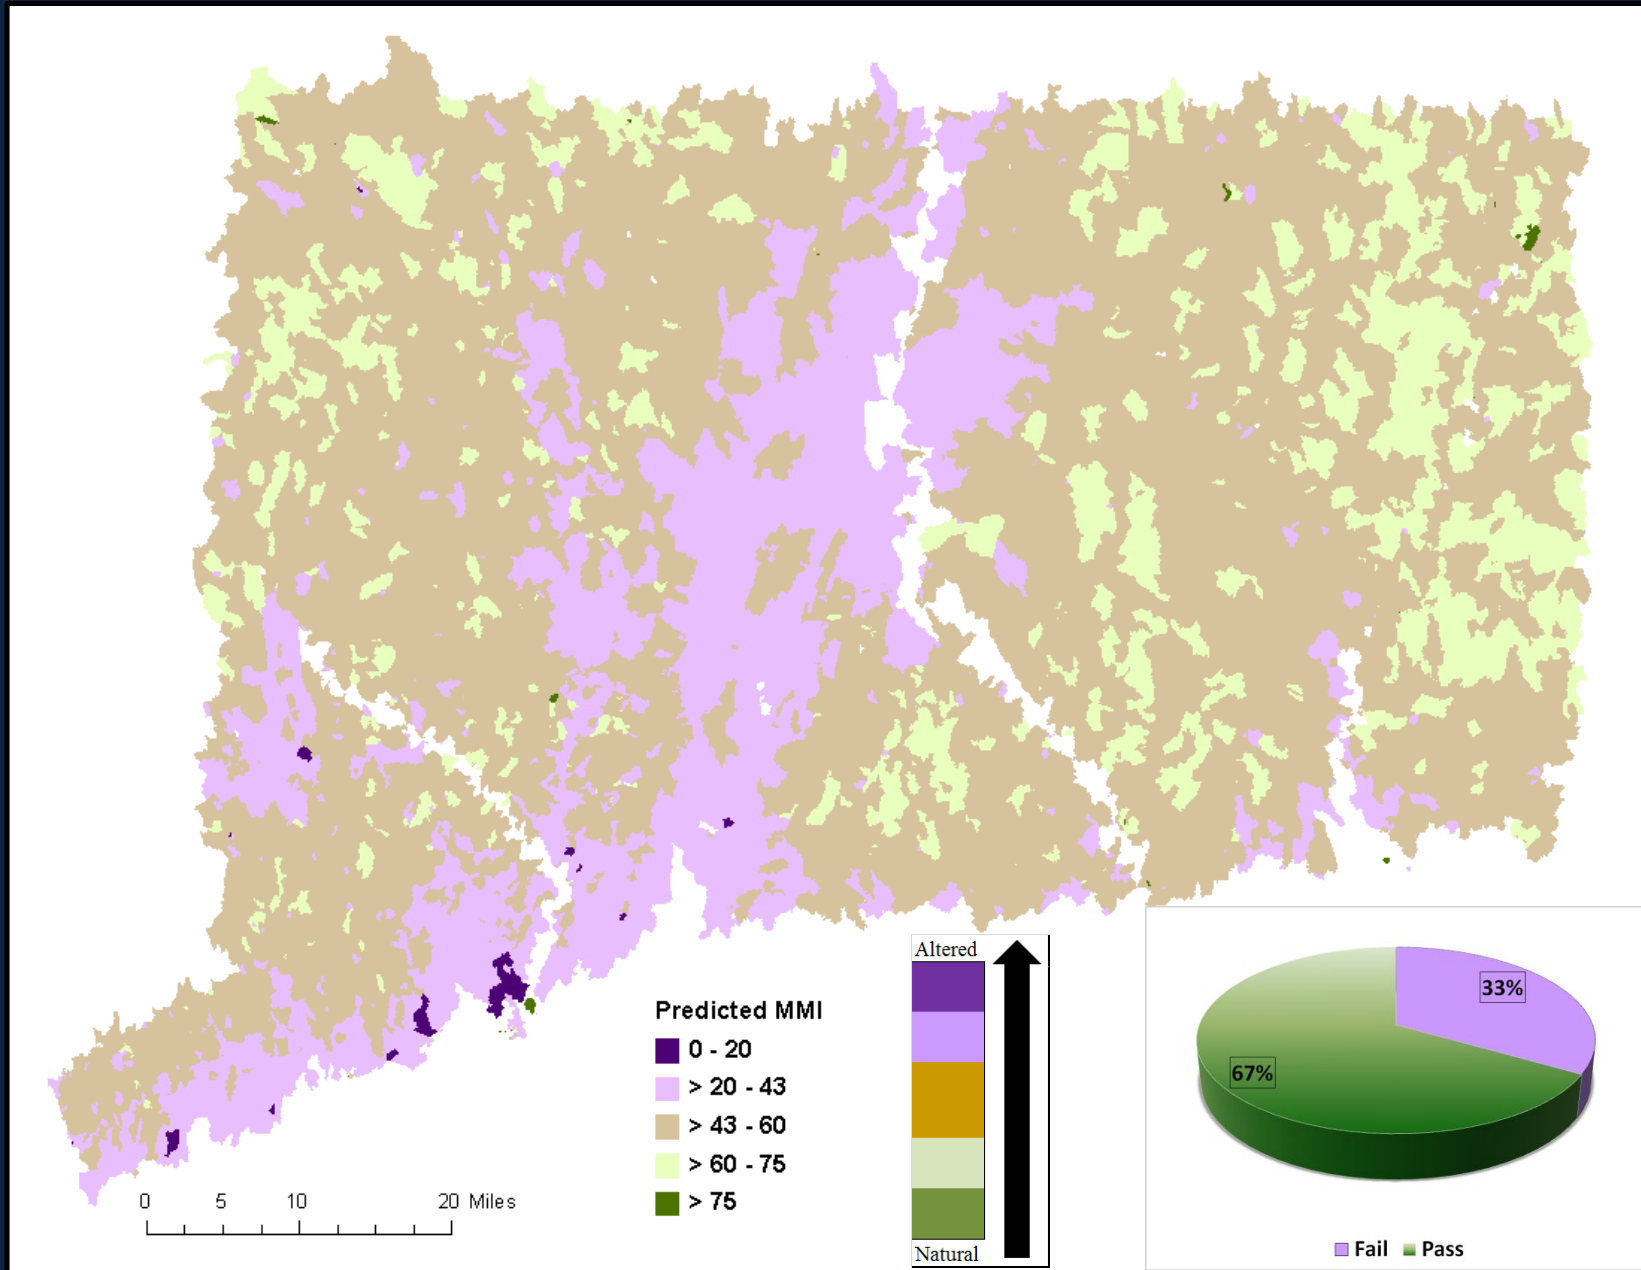 Altered
Natural
Predicted MMI
0 - 20
> 20 - 43
> 43 - 60
> 60 - 75
> 75
0 5 10 20 Miles
33%
67%
Fail Pass